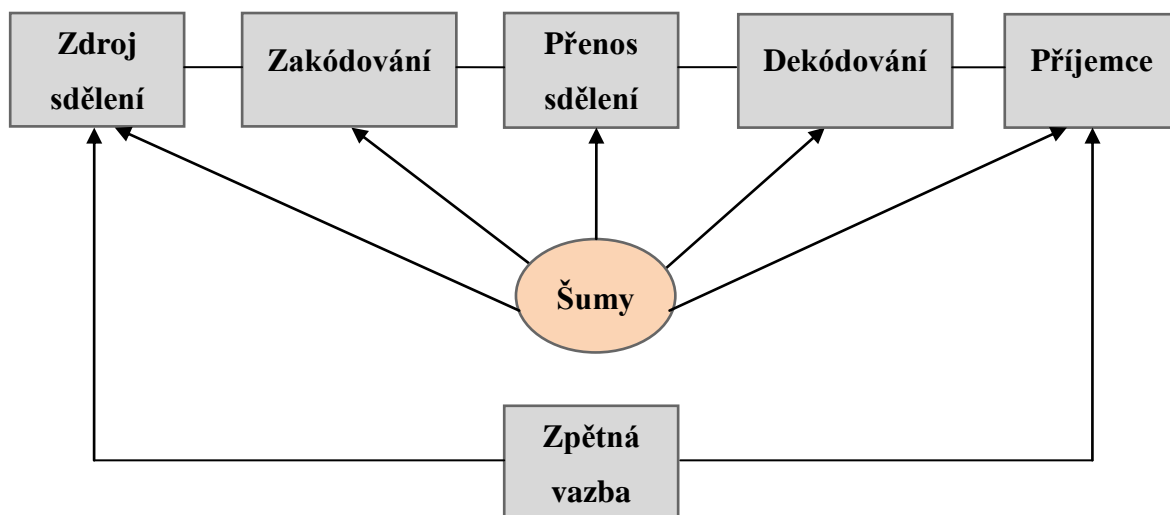 Zdroj
sdělení
Zakódování
Přenos
sdělení
Dekódování
Příjemce
Šumy
Zpětná
vazba